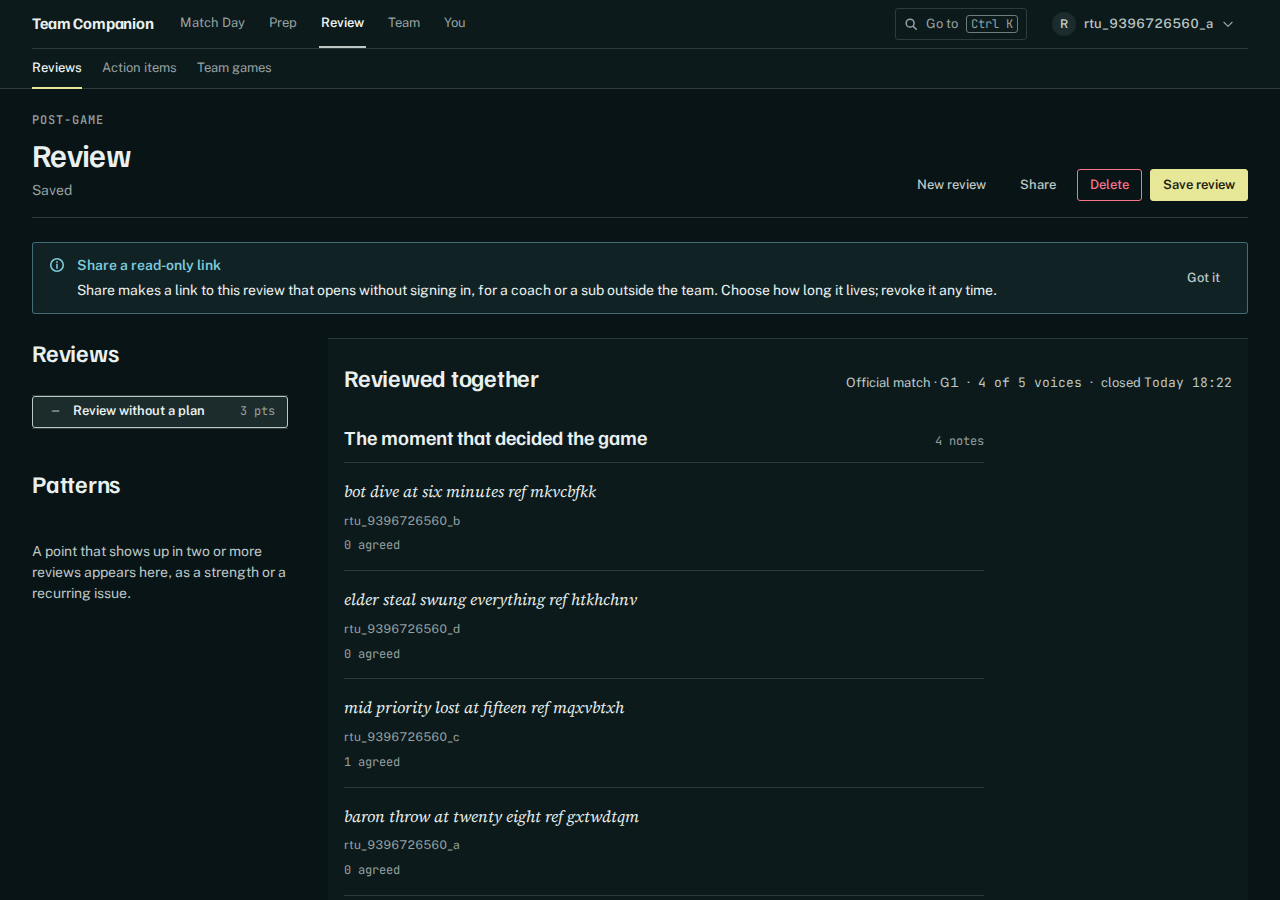 Team Companion Match Day Prep Review Team You Go to Ctrl K R rtu_9396726560_a
Reviews Action items Team games
POST-GAME
Review
Saved
New review Share Delete Save review
Share a read-only link
Share makes a link to this review that opens without signing in, for a coach or a sub outside the team. Choose how long it lives; revoke it any time.
Got it
Reviews
– Review without a plan 3 pts
Patterns
A point that shows up in two or more
reviews appears here, as a strength or a
recurring issue.
Reviewed together
Official match · G1 · 4 of 5 voices · closed Today 18:22
The moment that decided the game 4 notes
bot dive at six minutes ref mkvcbfkk
rtu_9396726560_b
0 agreed
elder steal swung everything ref htkhchnv
rtu_9396726560_d
0 agreed
mid priority lost at fifteen ref mqxvbtxh
rtu_9396726560_c
1 agreed
baron throw at twenty eight ref gxtwdtqm
rtu_9396726560_a
0 agreed